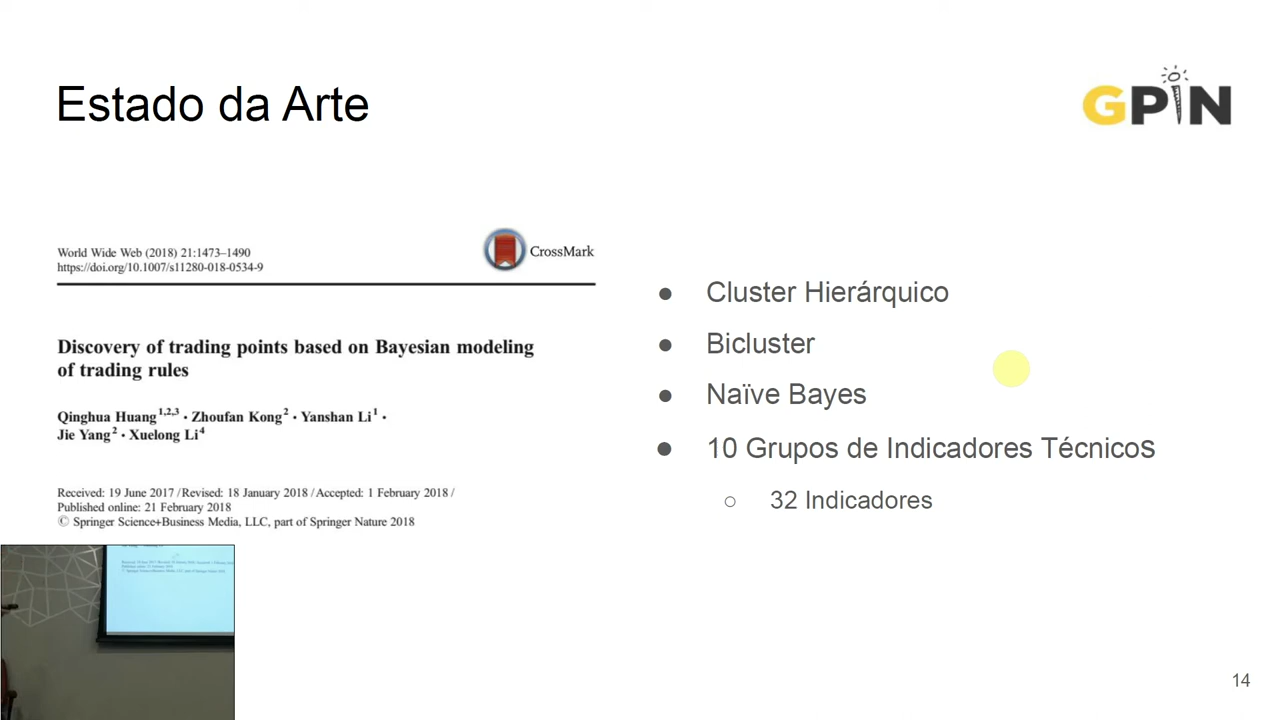 Estado da Arte
GPIN
World Wide Web (2018) 21:1473–1490
https://doi.org/10.1007/s11280-018-0534-9
CrossMark
Discovery of trading points based on Bayesian modeling
of trading rules
Qinghua Huang1,2,3 · Zhoufan Kong2 · Yanshan Li1 ·
Jie Yang2 · Xuelong Li4
Received: 19 June 2017 / Revised: 18 January 2018 / Accepted: 1 February 2018 /
Published online: 21 February 2018
© Springer Science+Business Media, LLC, part of Springer Nature 2018
● Cluster Hierárquico
● Bicluster
● Naïve Bayes
● 10 Grupos de Indicadores Técnicos
○ 32 Indicadores
14